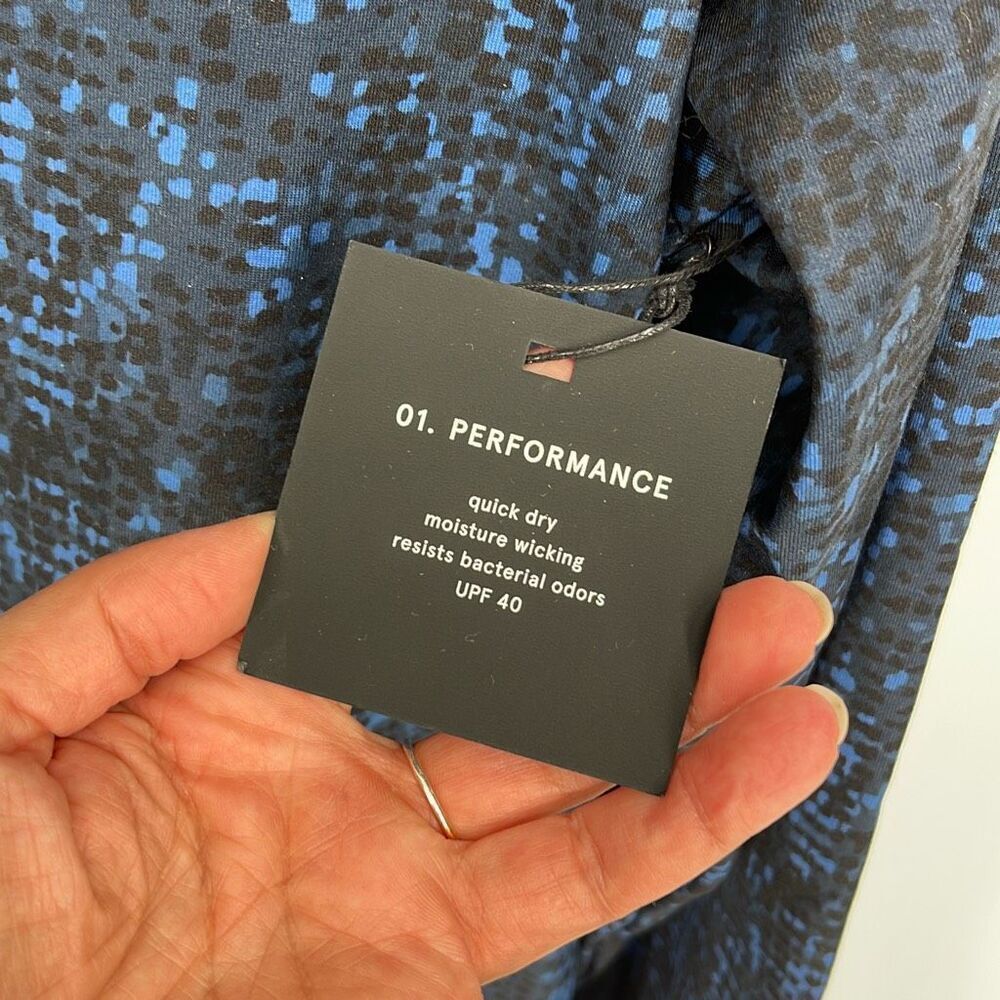 01. PERFORMANCE
quick dry
moisture wicking
resists bacterial odors
UPF 40